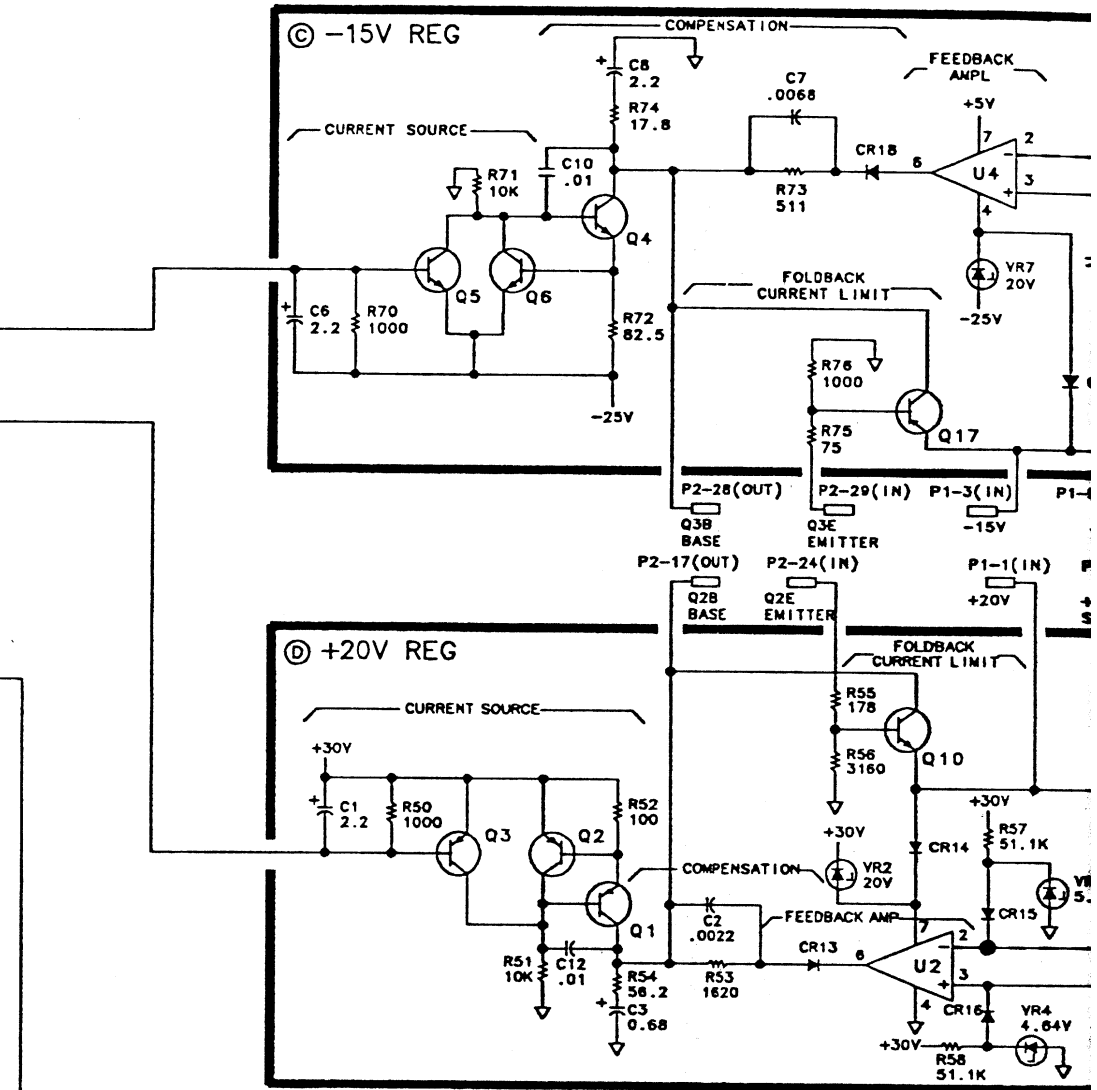 © -15V REG
COMPENSATION
C8
2.2
+
R74
17.8
C7
.0068
FEEDBACK
AMPL
+5V
CURRENT SOURCE
R71
10K
C10
.01
CR18
6
7
2
U4
3
4
R73
511
Q4
Q5
Q6
VR7
20V
-25V
FOLDBACK
CURRENT LIMIT
+
C6
2.2
R70
1000
R72
82.5
-25V
R76
1000
R75
75
Q17
P2-28(OUT)
P2-29(IN)
P1-3(IN)
Q3B
BASE
Q3E
EMITTER
-15V
P2-17(OUT)
P2-24(IN)
P1-1(IN)
Q2B
BASE
Q2E
EMITTER
+20V
Ⓓ +20V REG
FOLDBACK
CURRENT LIMIT
CURRENT SOURCE
R55
178
R56
3160
Q10
+30V
+
C1
2.2
R50
1000
Q3
Q2
R52
100
+30V
VR2
20V
CR14
+30V
R57
51.1K
COMPENSATION
Q1
C2
.0022
FEEDBACK AMP
CR15
R51
10K
C12
.01
R54
56.2
+
C3
0.68
R53
1620
CR13
6
7
2
U2
3
4
CR16
VR4
4.64V
+30V
R58
51.1K